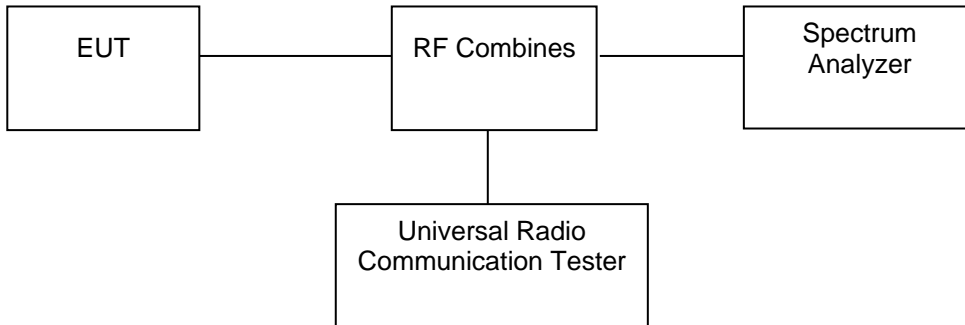 EUT
RF Combines
Spectrum
Analyzer
Universal Radio
Communication Tester